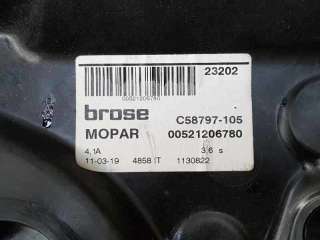 23202
00521206780
brose
C58797-105
MOPAR 00521206780
4,1A 3,6 s
11-03-19 4858 IT 1130822